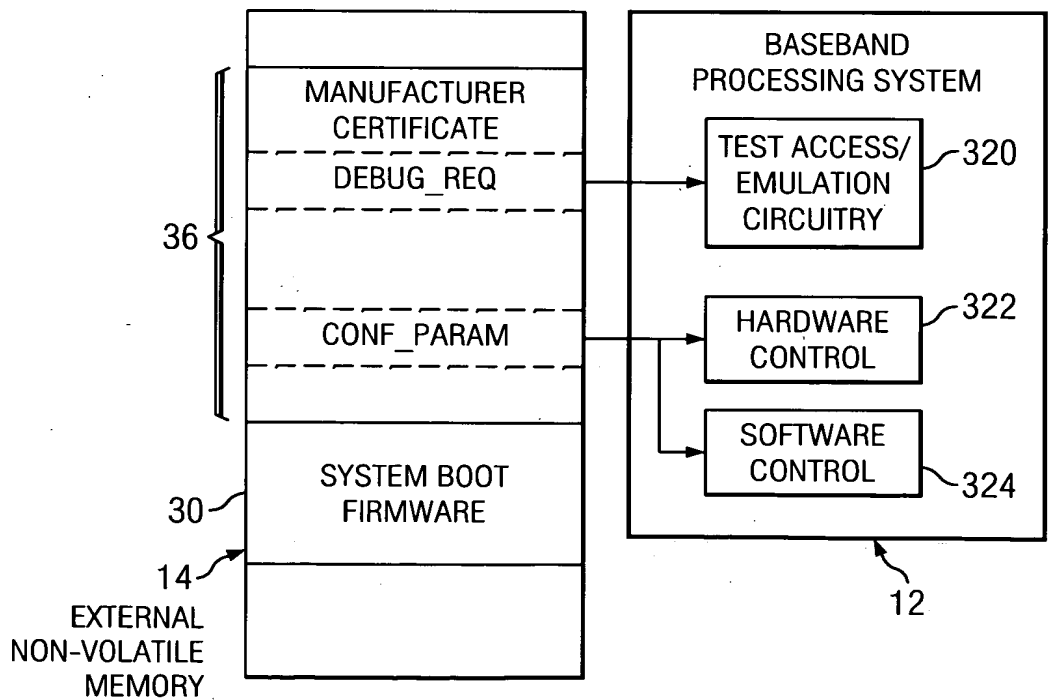 MANUFACTURER
CERTIFICATE
DEBUG_REQ
36
CONF_PARAM
SYSTEM BOOT
FIRMWARE
30
14
EXTERNAL
NON-VOLATILE
MEMORY
BASEBAND
PROCESSING SYSTEM
TEST ACCESS/
EMULATION
CIRCUITRY
320
HARDWARE
CONTROL
322
SOFTWARE
CONTROL
324
12